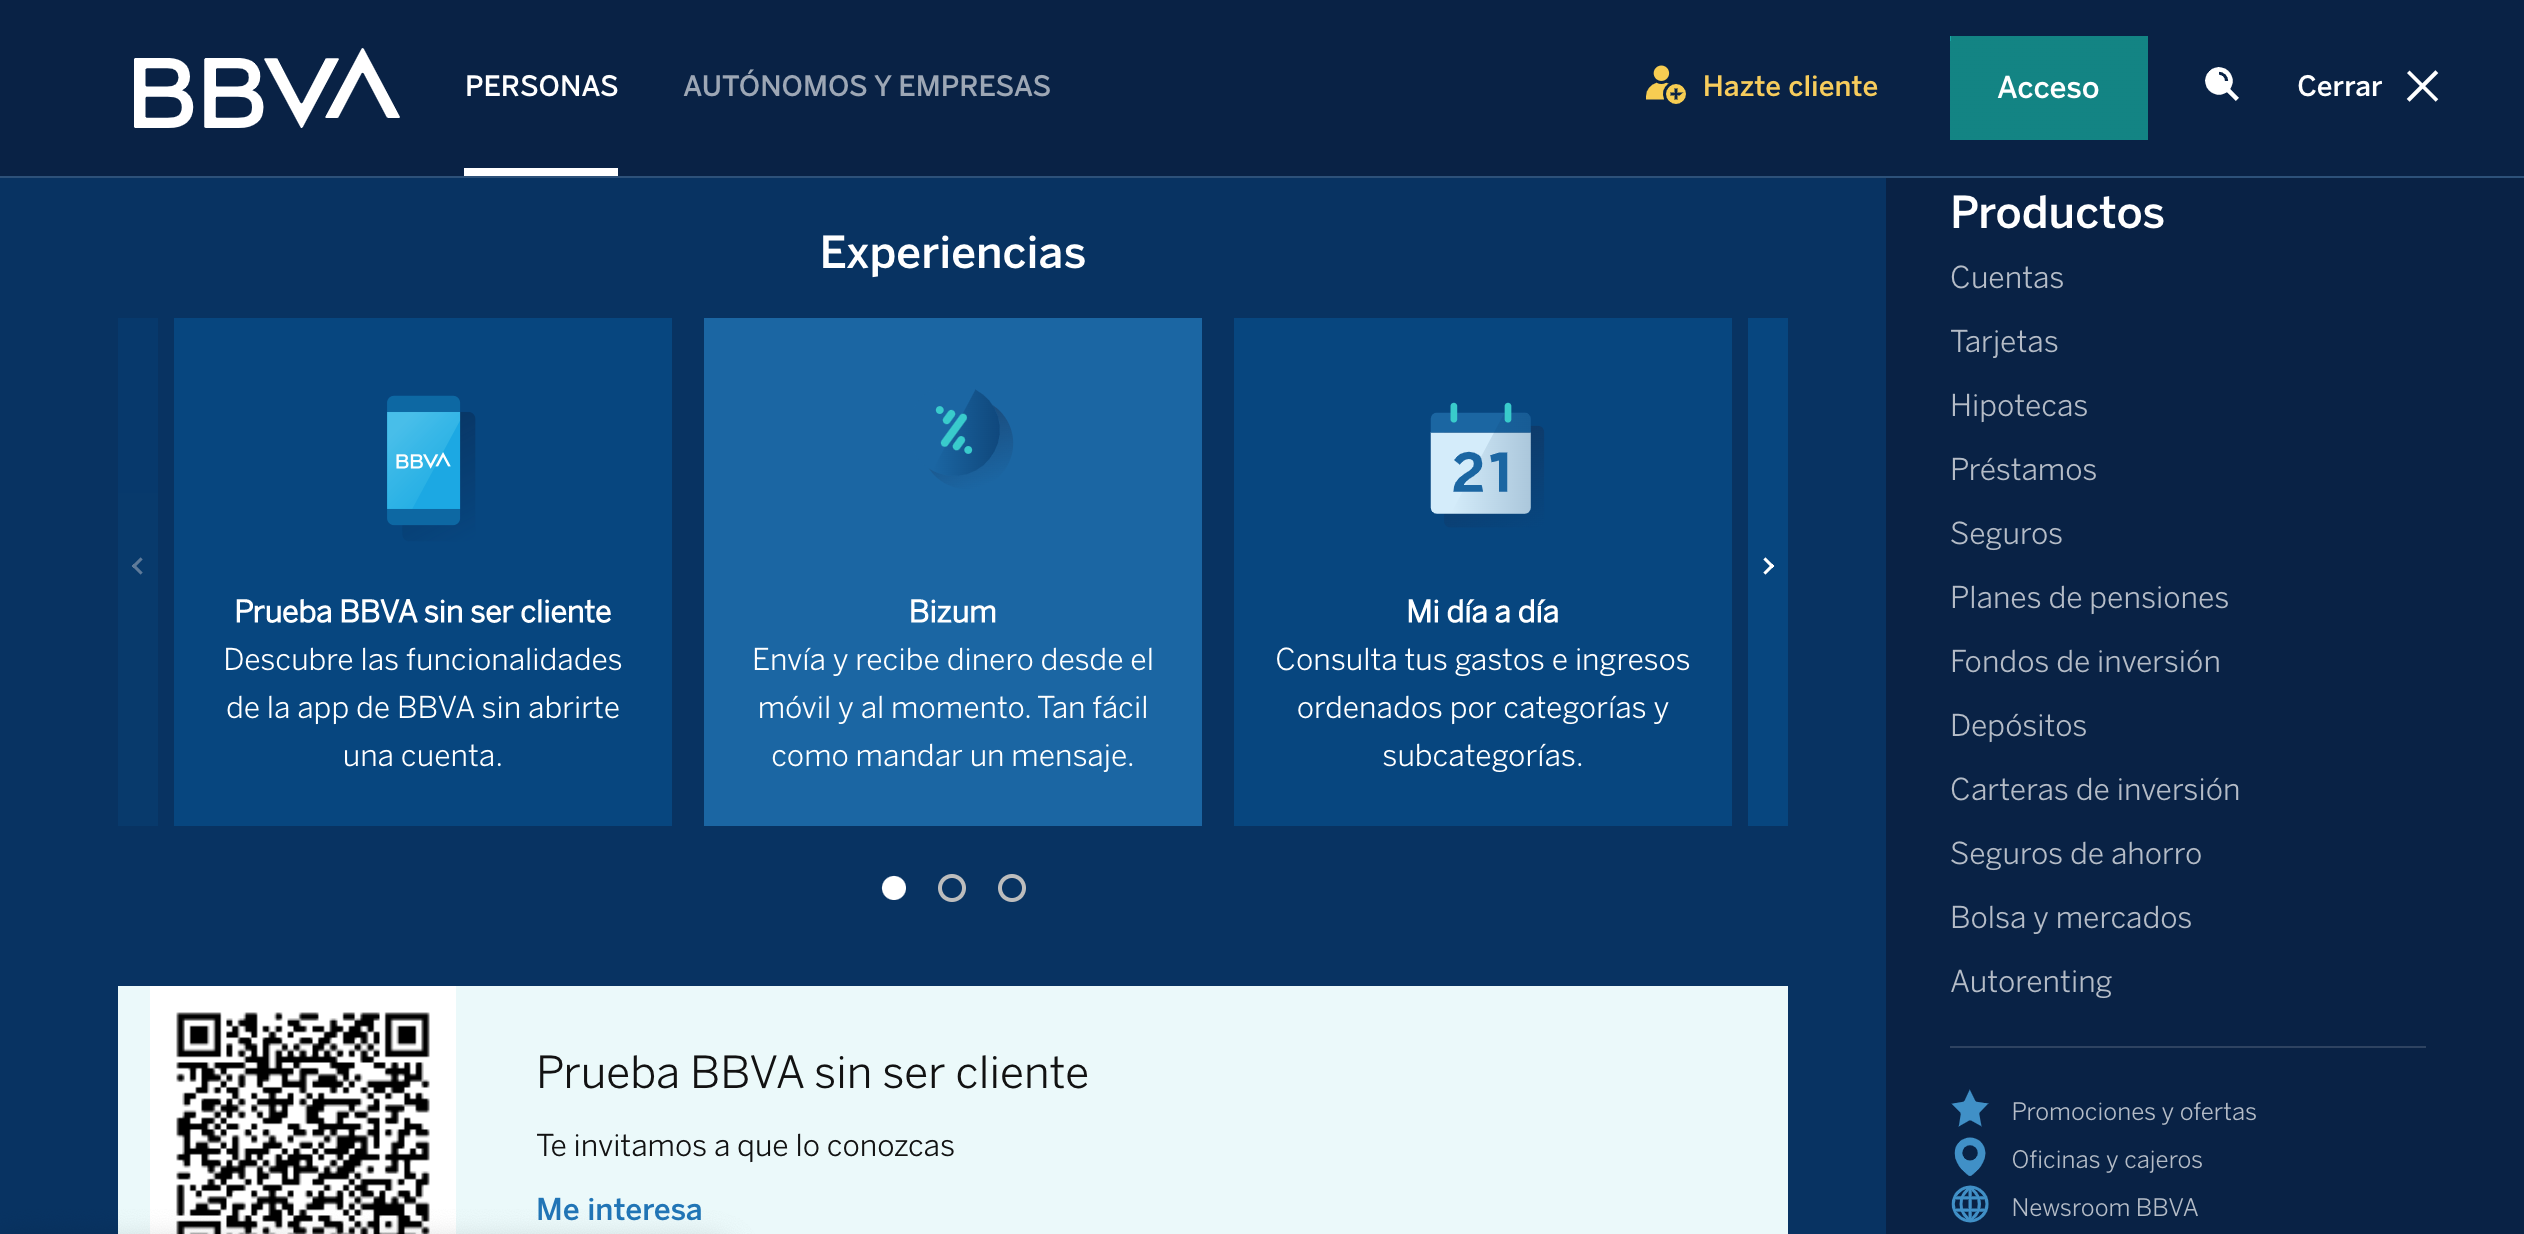 BBVA
PERSONAS
AUTÓNOMOS Y EMPRESAS
Hazte cliente
Acceso
Cerrar
Experiencias
BBVA
Prueba BBVA sin ser cliente
Descubre las funcionalidades
de la app de BBVA sin abrirte
una cuenta.
Bizum
Envía y recibe dinero desde el
móvil y al momento. Tan fácil
como mandar un mensaje.
21
Mi día a día
Consulta tus gastos e ingresos
ordenados por categorías y
subcategorías.
Prueba BBVA sin ser cliente
Te invitamos a que lo conozcas
Me interesa
Productos
Cuentas
Tarjetas
Hipotecas
Préstamos
Seguros
Planes de pensiones
Fondos de inversión
Depósitos
Carteras de inversión
Seguros de ahorro
Bolsa y mercados
Autorenting
Promociones y ofertas
Oficinas y cajeros
Newsroom BBVA